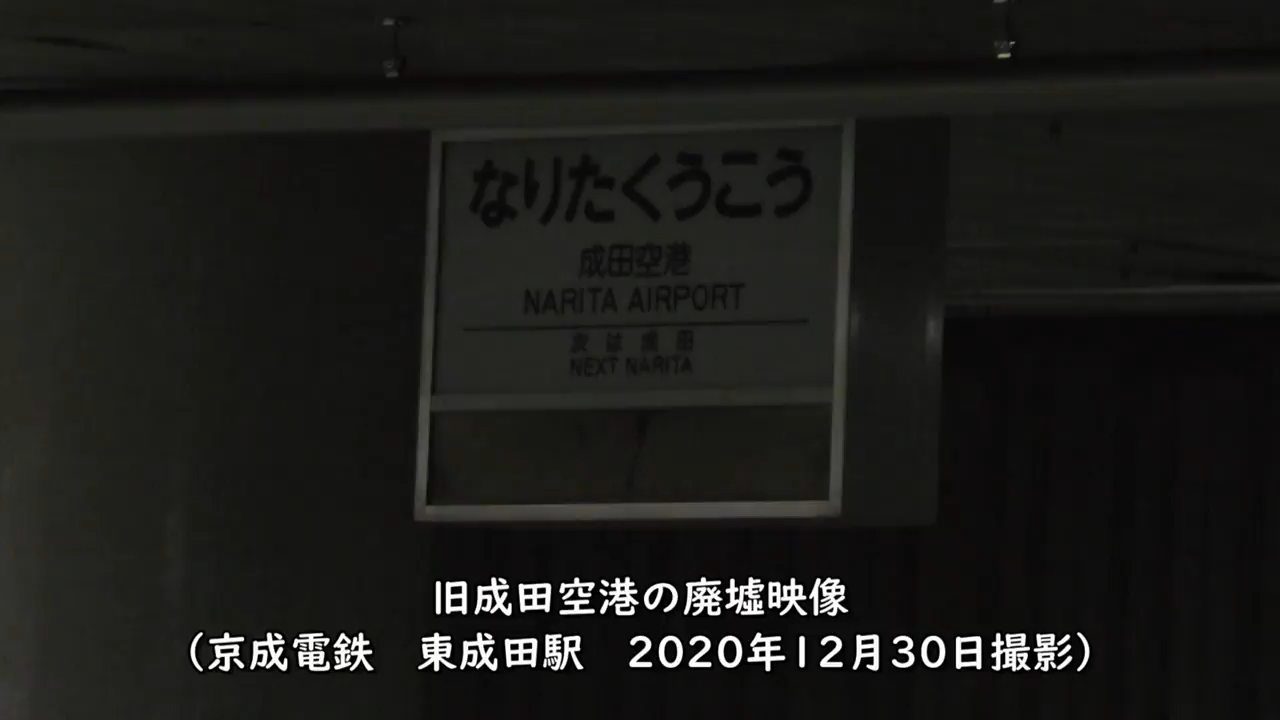 なりたくうこう
成田空港
NARITA AIRPORT
次は成田
NEXT NARITA
旧成田空港の廃墟映像
（京成電鉄　東成田駅　2020年12月30日撮影）